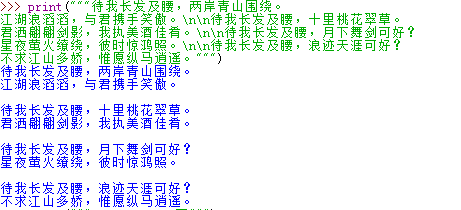 >>> print("""待我长发及腰，两岸青山围绕。
江湖浪滔滔，与君携手笑傲。\n\n待我长发及腰，十里桃花翠草。
君洒翩翩剑影，我执美酒佳肴。\n\n待我长发及腰，月下舞剑可好？
星夜萤火缭绕，彼时惊鸿照。\n\n待我长发及腰，浪迹天涯可好？
不求江山多娇，惟愿纵马逍遥。""")
待我长发及腰，两岸青山围绕。
江湖浪滔滔，与君携手笑傲。
待我长发及腰，十里桃花翠草。
君洒翩翩剑影，我执美酒佳肴。
待我长发及腰，月下舞剑可好？
星夜萤火缭绕，彼时惊鸿照。
待我长发及腰，浪迹天涯可好？
不求江山多娇，惟愿纵马逍遥。